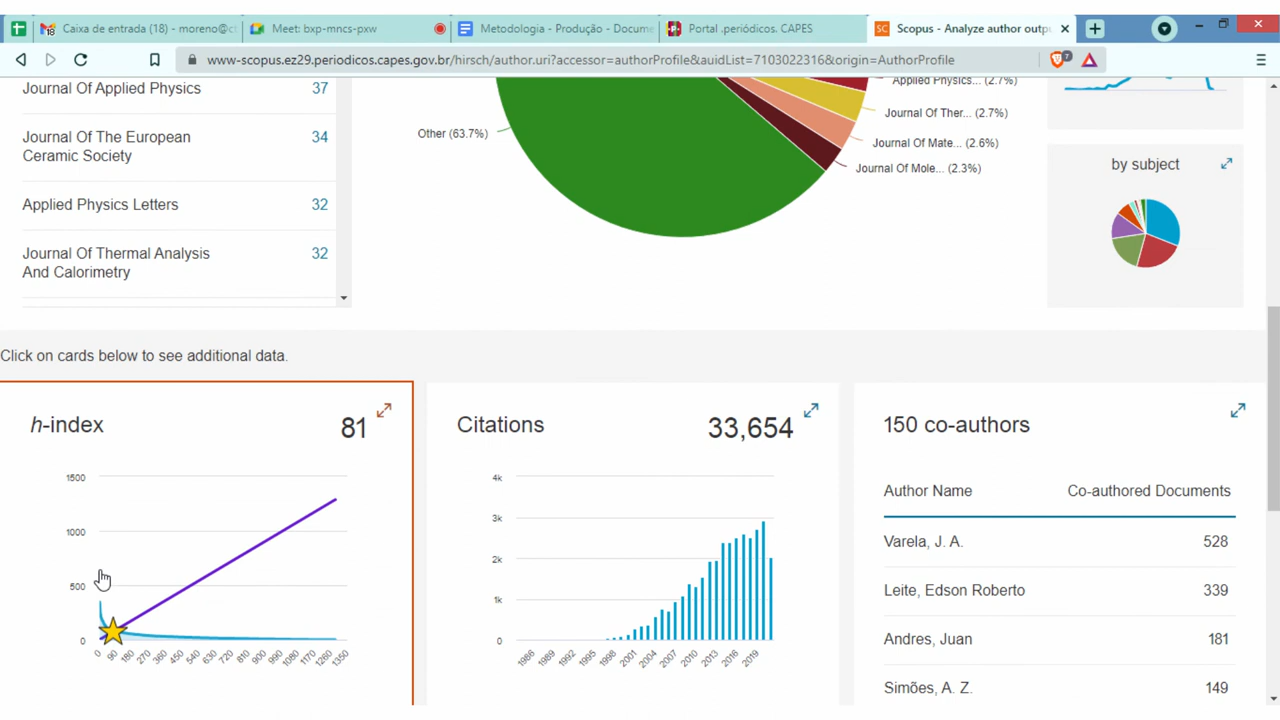 Caixa de entrada (18) - moreno@c
Meet: bxp-mncs-pxw
Metodologia - Produção - Docume
Portal .periódicos. CAPES
Scopus - Analyze author outpu
www-scopus.ez29.periodicos.capes.gov.br/hirsch/author.uri?accessor=authorProfile&auidList=7103022316&origin=AuthorProfile
7
Journal Of Applied Physics 37
Journal Of The European 34
Ceramic Society
Applied Physics Letters 32
Journal Of Thermal Analysis 32
And Calorimetry
Other (63.7%)
Applied Physics... (2.7%)
Journal Of Ther... (2.7%)
Journal Of Mate... (2.6%)
Journal Of Mole... (2.3%)
by subject
Click on cards below to see additional data.
h-index 81
1500
1000
500
0
0 90 180 270 360 450 540 630 720 810 900 990 1080 1170 1260 1350
Citations 33,654
4k
3k
2k
1k
0
1986 1989 1992 1995 1998 2001 2004 2007 2010 2013 2016 2019
150 co-authors
Author Name Co-authored Documents
Varela, J. A. 528
Leite, Edson Roberto 339
Andres, Juan 181
Simões, A. Z. 149